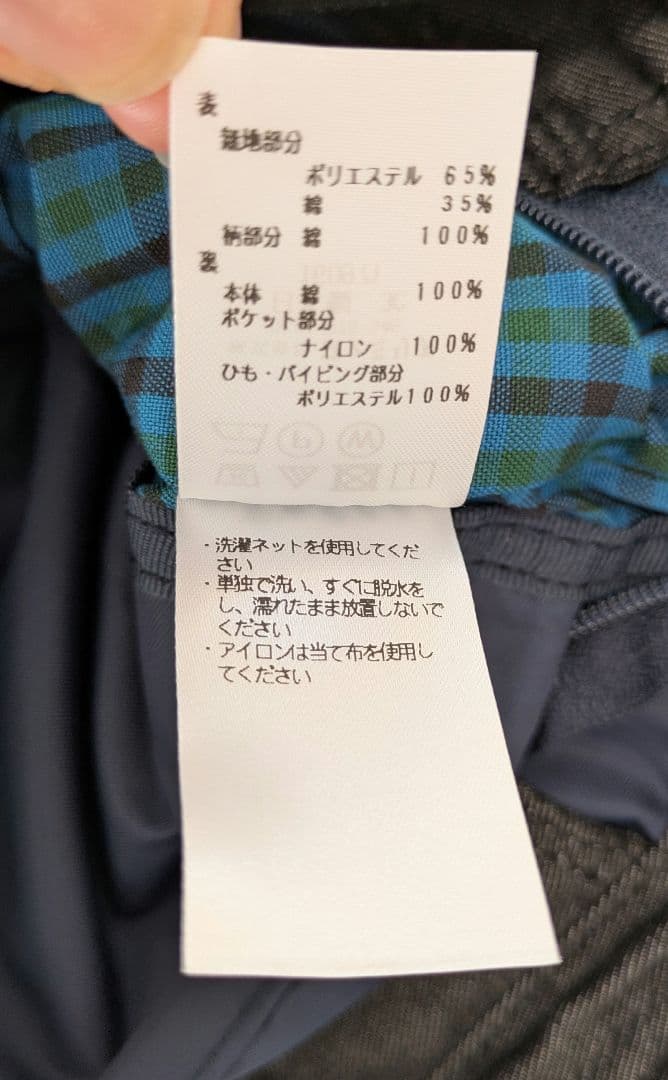 表
無地部分
ポリエステル 65%
綿 35%
柄部分 綿 100%
裏
本体 綿 100%
ポケット部分
ナイロン 100%
ひも・パイピング部分
ポリエステル100%
・洗濯ネットを使用してくだ
さい
・単独で洗い、すぐに脱水を
し、濡れたまま放置しないで
ください
・アイロンは当て布を使用し
てください